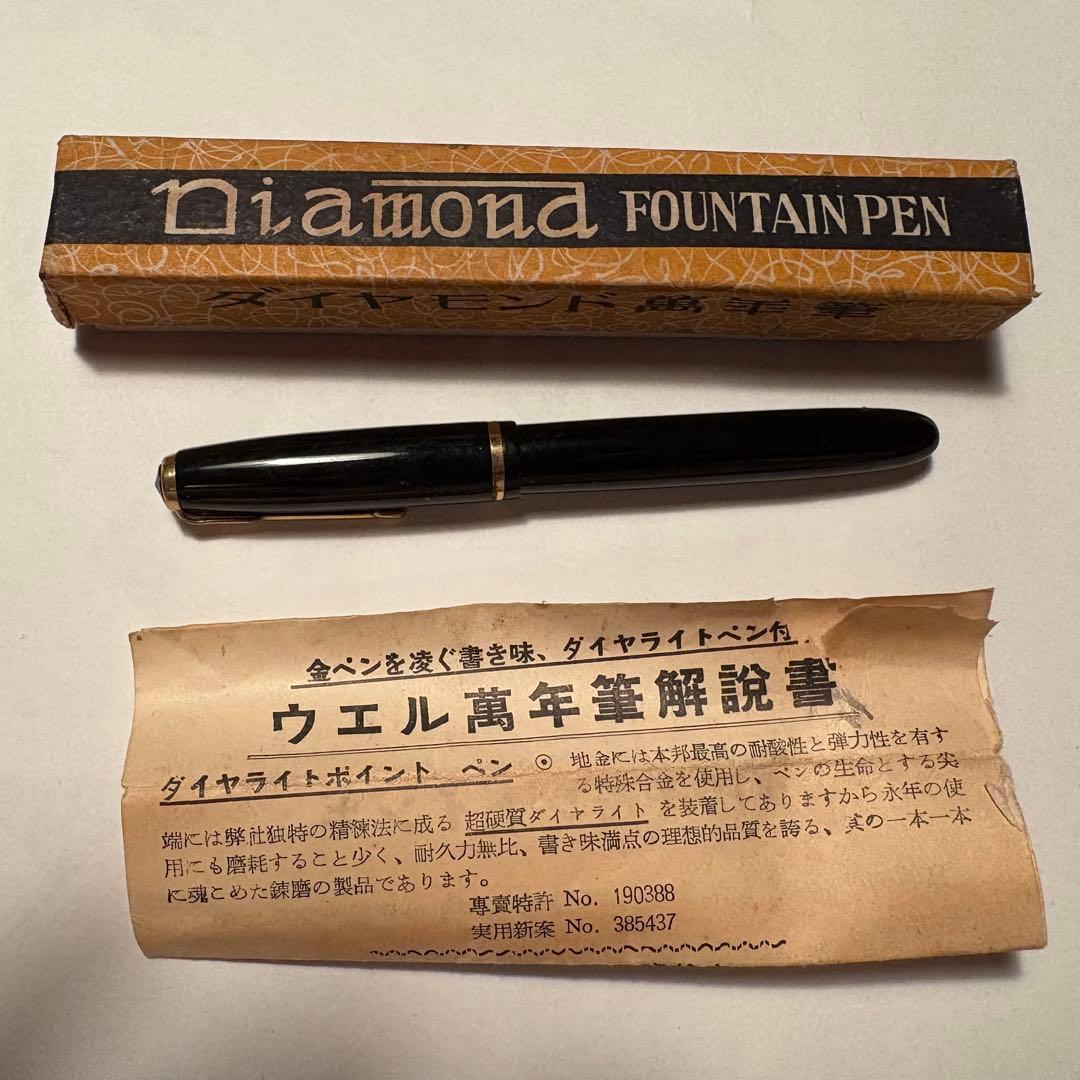 Diamond FOUNTAIN PEN
ダイヤモンド萬年筆
金ペンを凌ぐ書き味、ダイヤライトペン付
ウエル萬年筆解說書
ダイヤライトポイント ペン
◉ 地金には本邦最高の耐酸性と弾力性を有す
る特殊合金を使用し、ペンの生命とする尖
端には弊社独特の精練法に成る 超硬質ダイヤライト を装着してありますから永年の使
用にも磨耗すること少く、耐久力無比、書き味満点の理想的品質を誇る、其の一本一本
に魂こめた錬磨の製品であります。
專賣特許 No. 190388
実用新案 No. 385437